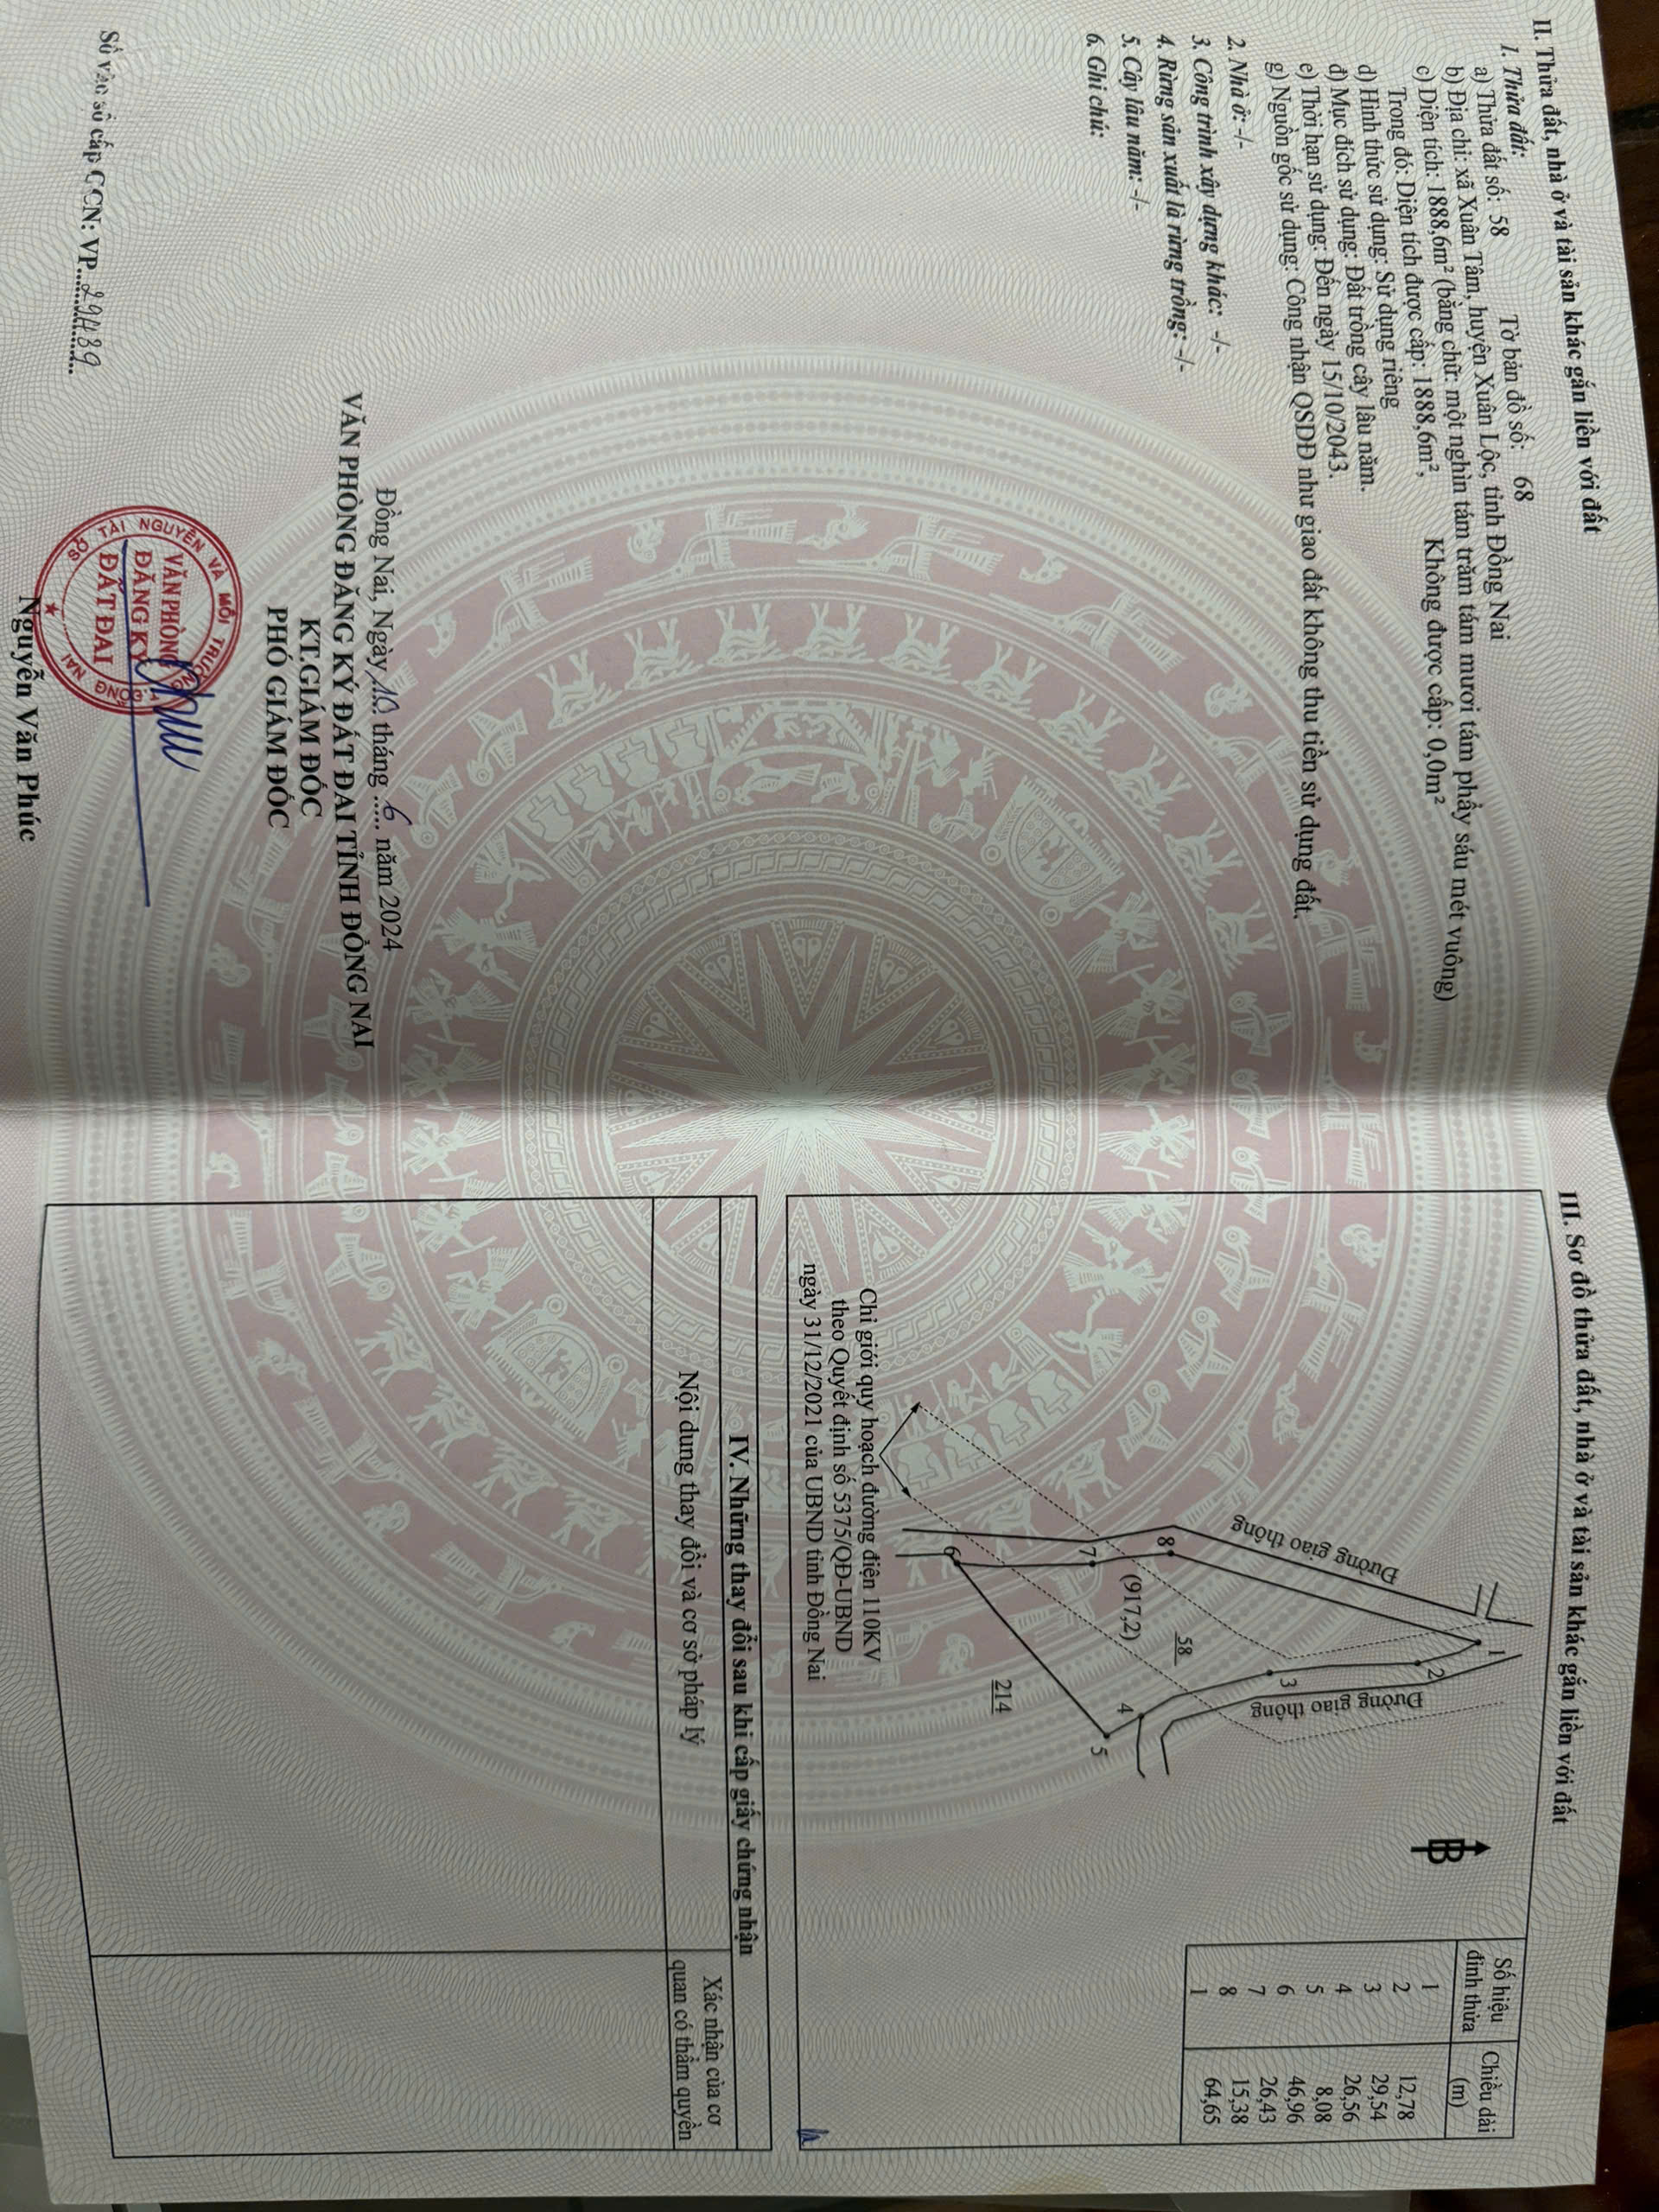 II. Thửa đất, nhà ở và tài sản khác gắn liền với đất
1. Thửa đất:
a) Thửa đất số: 58 Tờ bản đồ số: 68
b) Địa chỉ: xã Xuân Tâm, huyện Xuân Lộc, tỉnh Đồng Nai
c) Diện tích: 1888,6m² (bằng chữ: một nghìn tám trăm tám mươi tám phẩy sáu mét vuông)
Trong đó: Diện tích được cấp: 1888,6m², Không được cấp: 0,0m²
d) Hình thức sử dụng: Sử dụng riêng
đ) Mục đích sử dụng: Đất trồng cây lâu năm.
e) Thời hạn sử dụng: Đến ngày 15/10/2043.
g) Nguồn gốc sử dụng: Công nhận QSDĐ như giao đất không thu tiền sử dụng đất.
2. Nhà ở: -/-
3. Công trình xây dựng khác: -/-
4. Rừng sản xuất là rừng trồng: -/-
5. Cây lâu năm: -/-
6. Ghi chú:
Đồng Nai, Ngày 10 tháng 6 năm 2024
VĂN PHÒNG ĐĂNG KÝ ĐẤT ĐAI TỈNH ĐỒNG NAI
KT.GIÁM ĐỐC
PHÓ GIÁM ĐỐC
SỞ TÀI NGUYÊN VÀ MÔI TRƯỜNG T.ĐỒNG NAI
VĂN PHÒNG
ĐĂNG KÝ
ĐẤT ĐAI
Nguyễn Văn Phúc
Số vào sổ cấp CCN: VP 29489
III. Sơ đồ thửa đất, nhà ở và tài sản khác gắn liền với đất
B
Số hiệu đỉnh thửa Chiều dài (m)
1
12,78
2
29,54
3
26,56
4
8,08
5
46,96
6
26,43
7
15,38
8
64,65
1
1
2
3
4
5
6
7
8
Đường giao thông
Đường giao thông
58
(917,2)
214
Chỉ giới quy hoạch đường điện 110KV
theo Quyết định số 5375/QĐ-UBND
ngày 31/12/2021 của UBND tỉnh Đồng Nai
IV. Những thay đổi sau khi cấp giấy chứng nhận
Nội dung thay đổi và cơ sở pháp lý
Xác nhận của cơ
quan có thẩm quyền